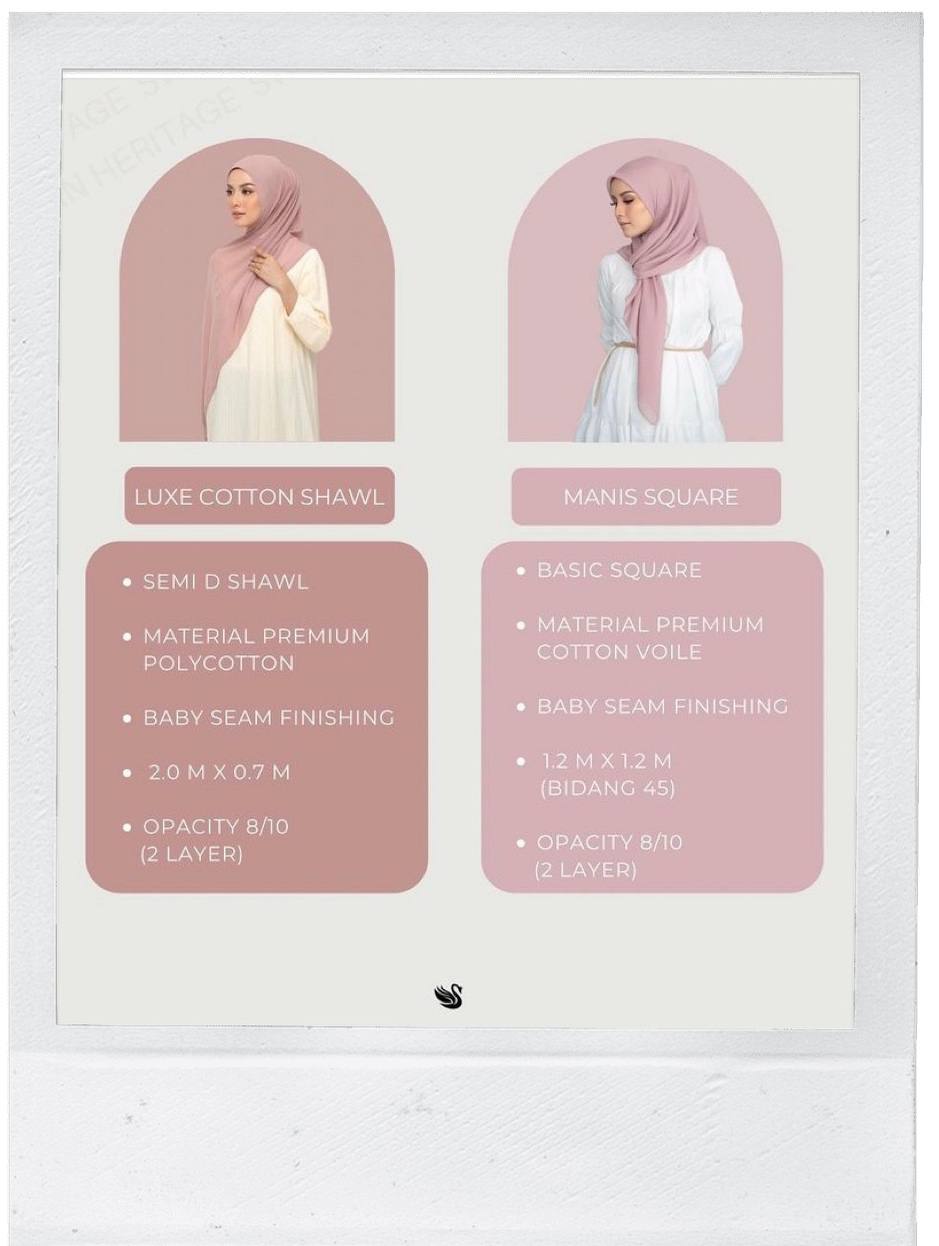 AGE
N HERITAGE
LUXE COTTON SHAWL
• SEMI D SHAWL
• MATERIAL PREMIUM
POLYCOTTON
• BABY SEAM FINISHING
• 2.0 M X 0.7 M
• OPACITY 8/10
(2 LAYER)
MANIS SQUARE
• BASIC SQUARE
• MATERIAL PREMIUM
COTTON VOILE
• BABY SEAM FINISHING
• 1.2 M X 1.2 M
(BIDANG 45)
• OPACITY 8/10
(2 LAYER)